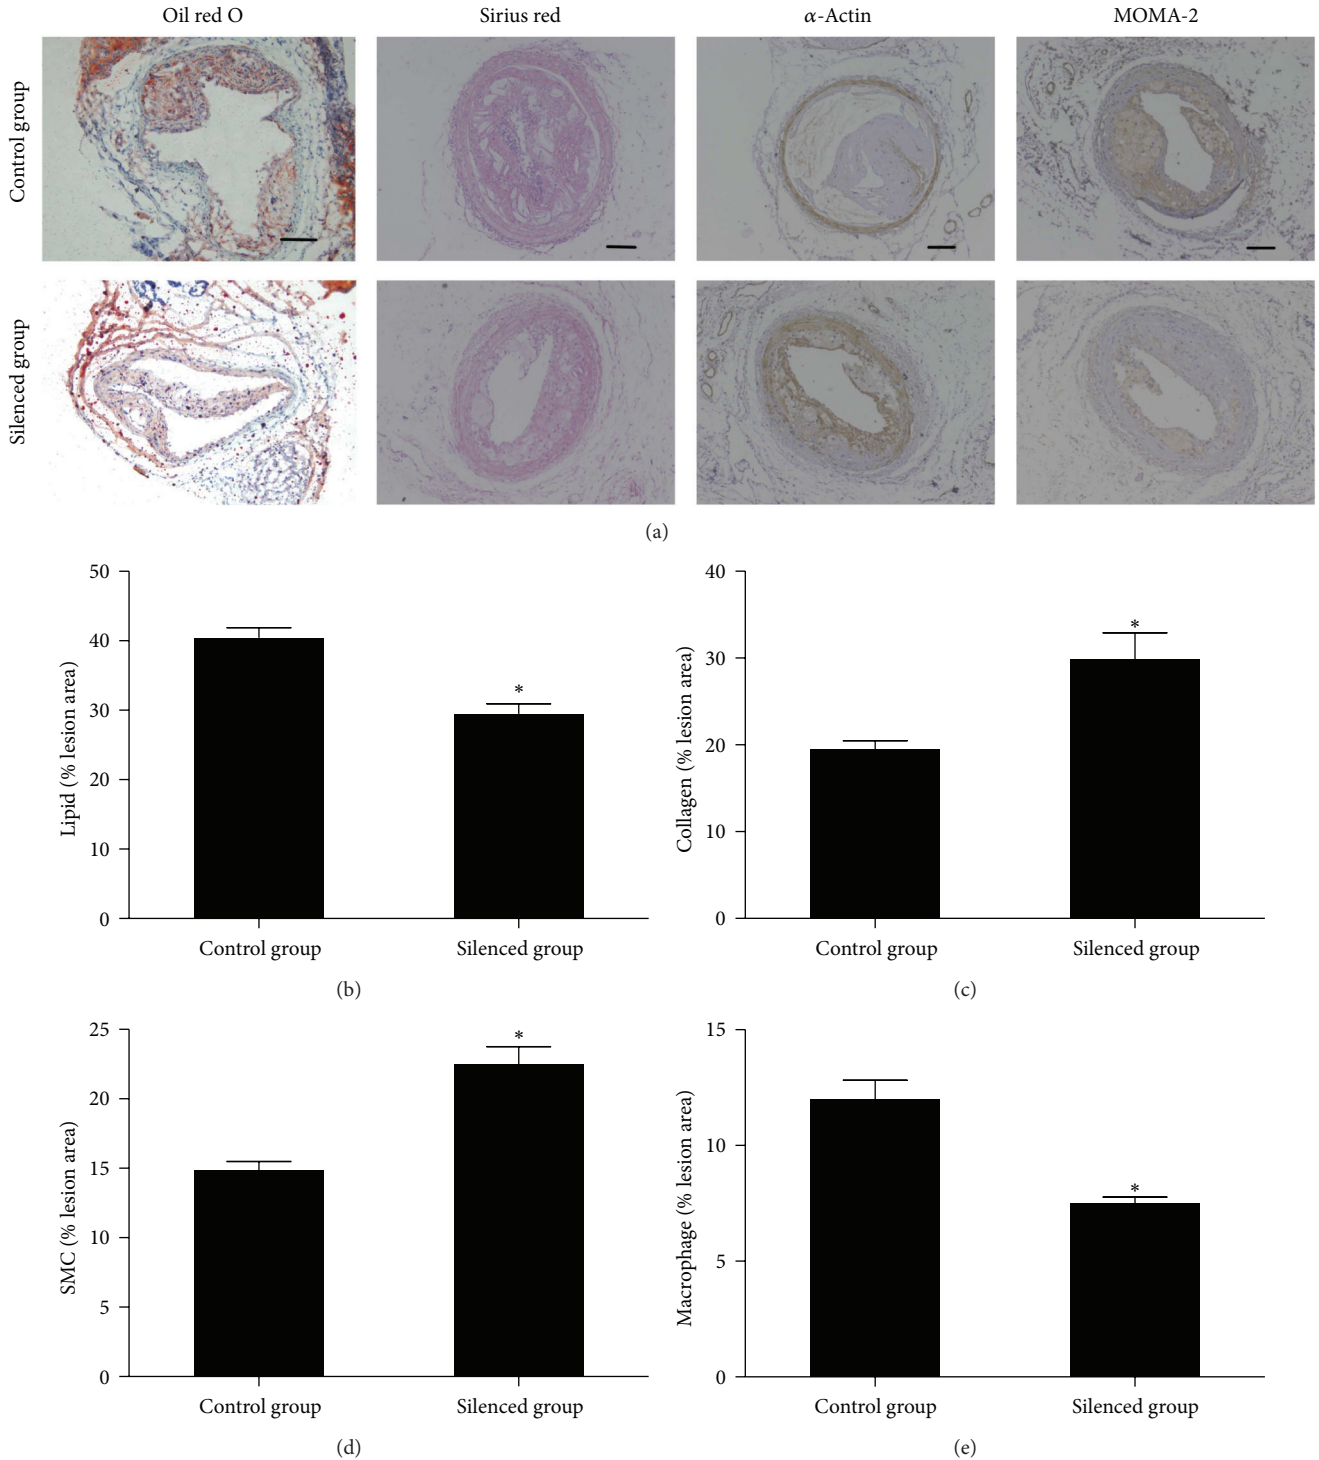 Oil red O
Sirius red
α-Actin
MOMA-2
Control group
Silenced group
(a)
50
40
30
20
10
0
Lipid (% lesion area)
*
Control group
Silenced group
(b)
40
30
20
10
0
Collagen (% lesion area)
*
Control group
Silenced group
(c)
25
20
15
10
5
0
SMC (% lesion area)
*
Control group
Silenced group
(d)
15
10
5
0
Macrophage (% lesion area)
*
Control group
Silenced group
(e)